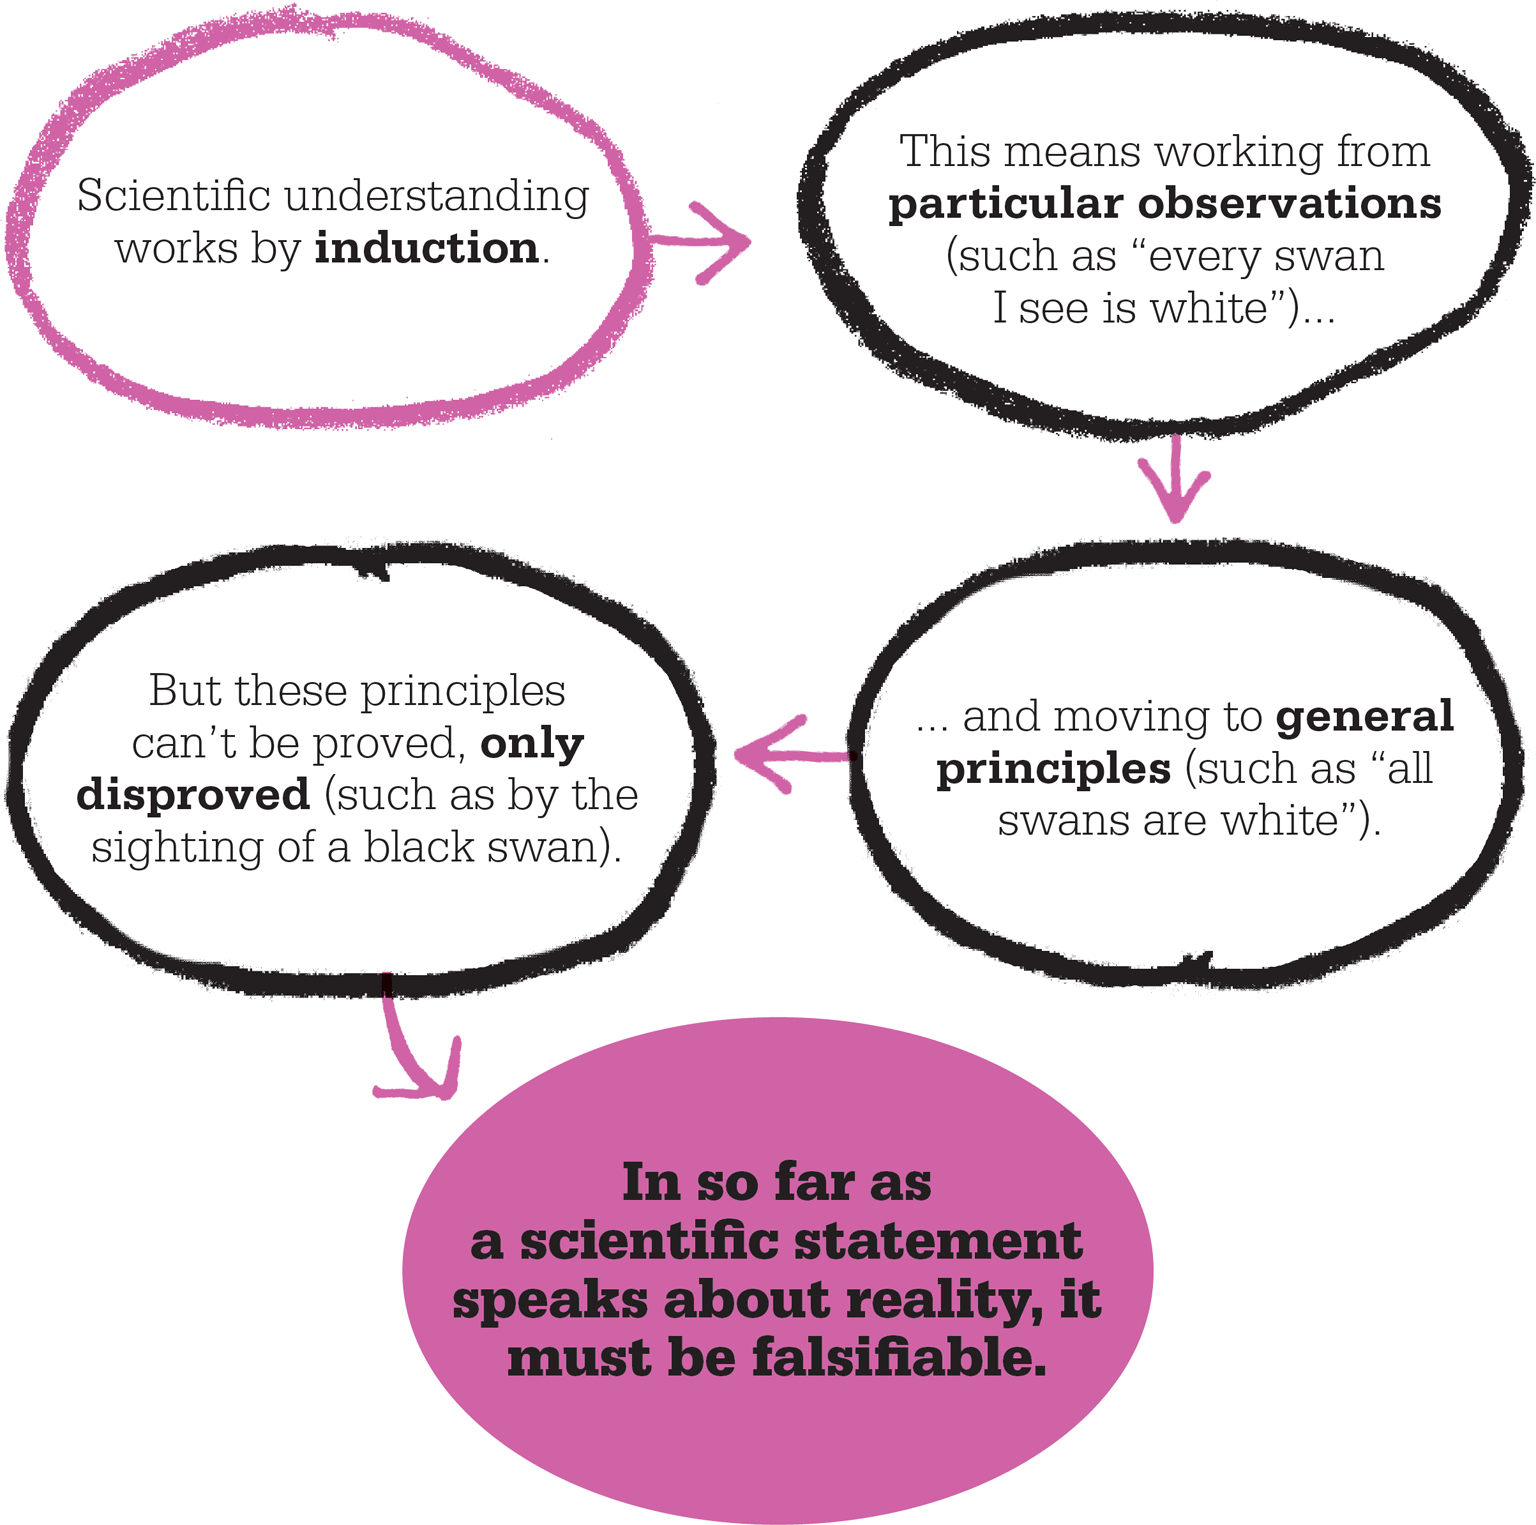 Scientific understanding
works by induction.
This means working from
particular observations
(such as “every swan
I see is white”)...
... and moving to general
principles (such as “all
swans are white”).
But these principles
can’t be proved, only
disproved (such as by the
sighting of a black swan).
In so far as
a scientific statement
speaks about reality, it
must be falsifiable.